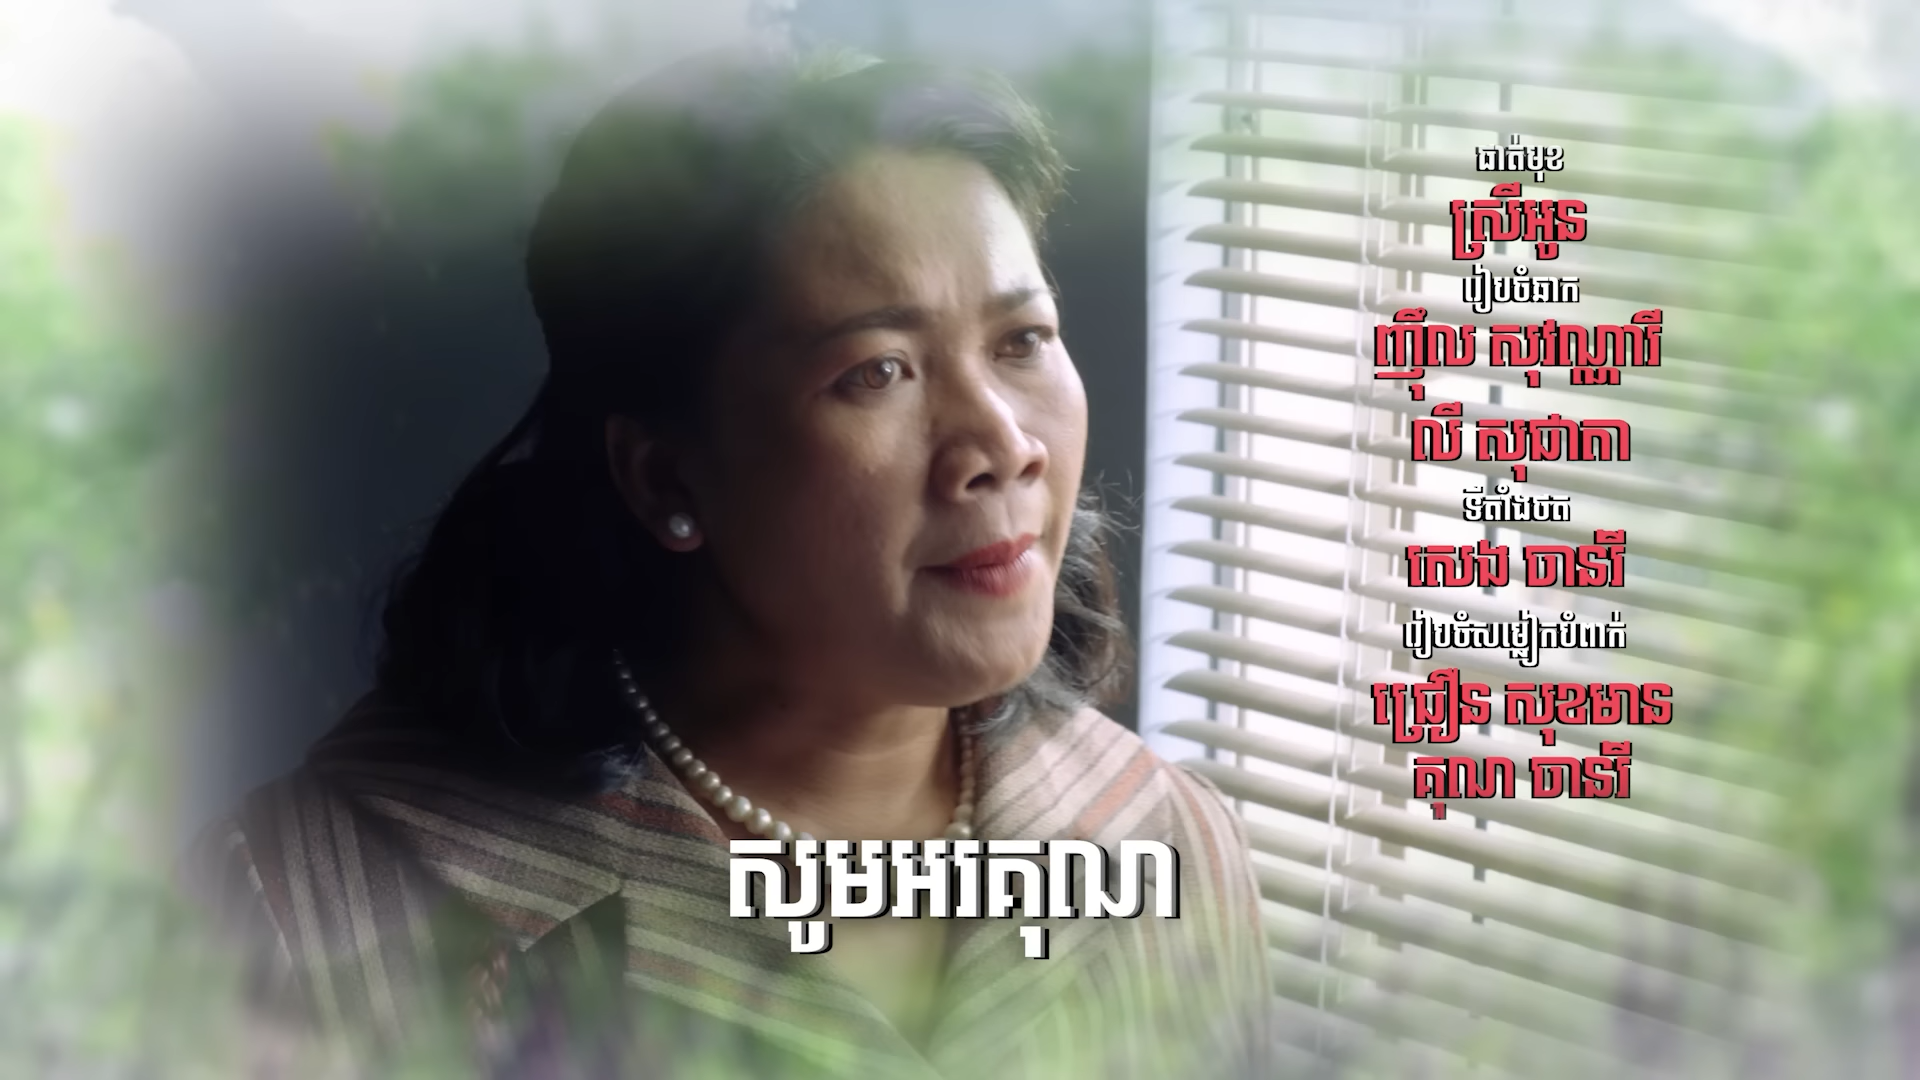 ផាត់មុខ
ស្រីអូន
រៀបចំឆាក
ញ៉ឹល សុវណ្ណារី
លី សុជាតា
ទីតាំងថត
សេង ចាន់រី
រៀបចំសម្លៀកបំពាក់
ជ្រឿន សុខមាន
គុណ ចាន់រី
សូមអរគុណ